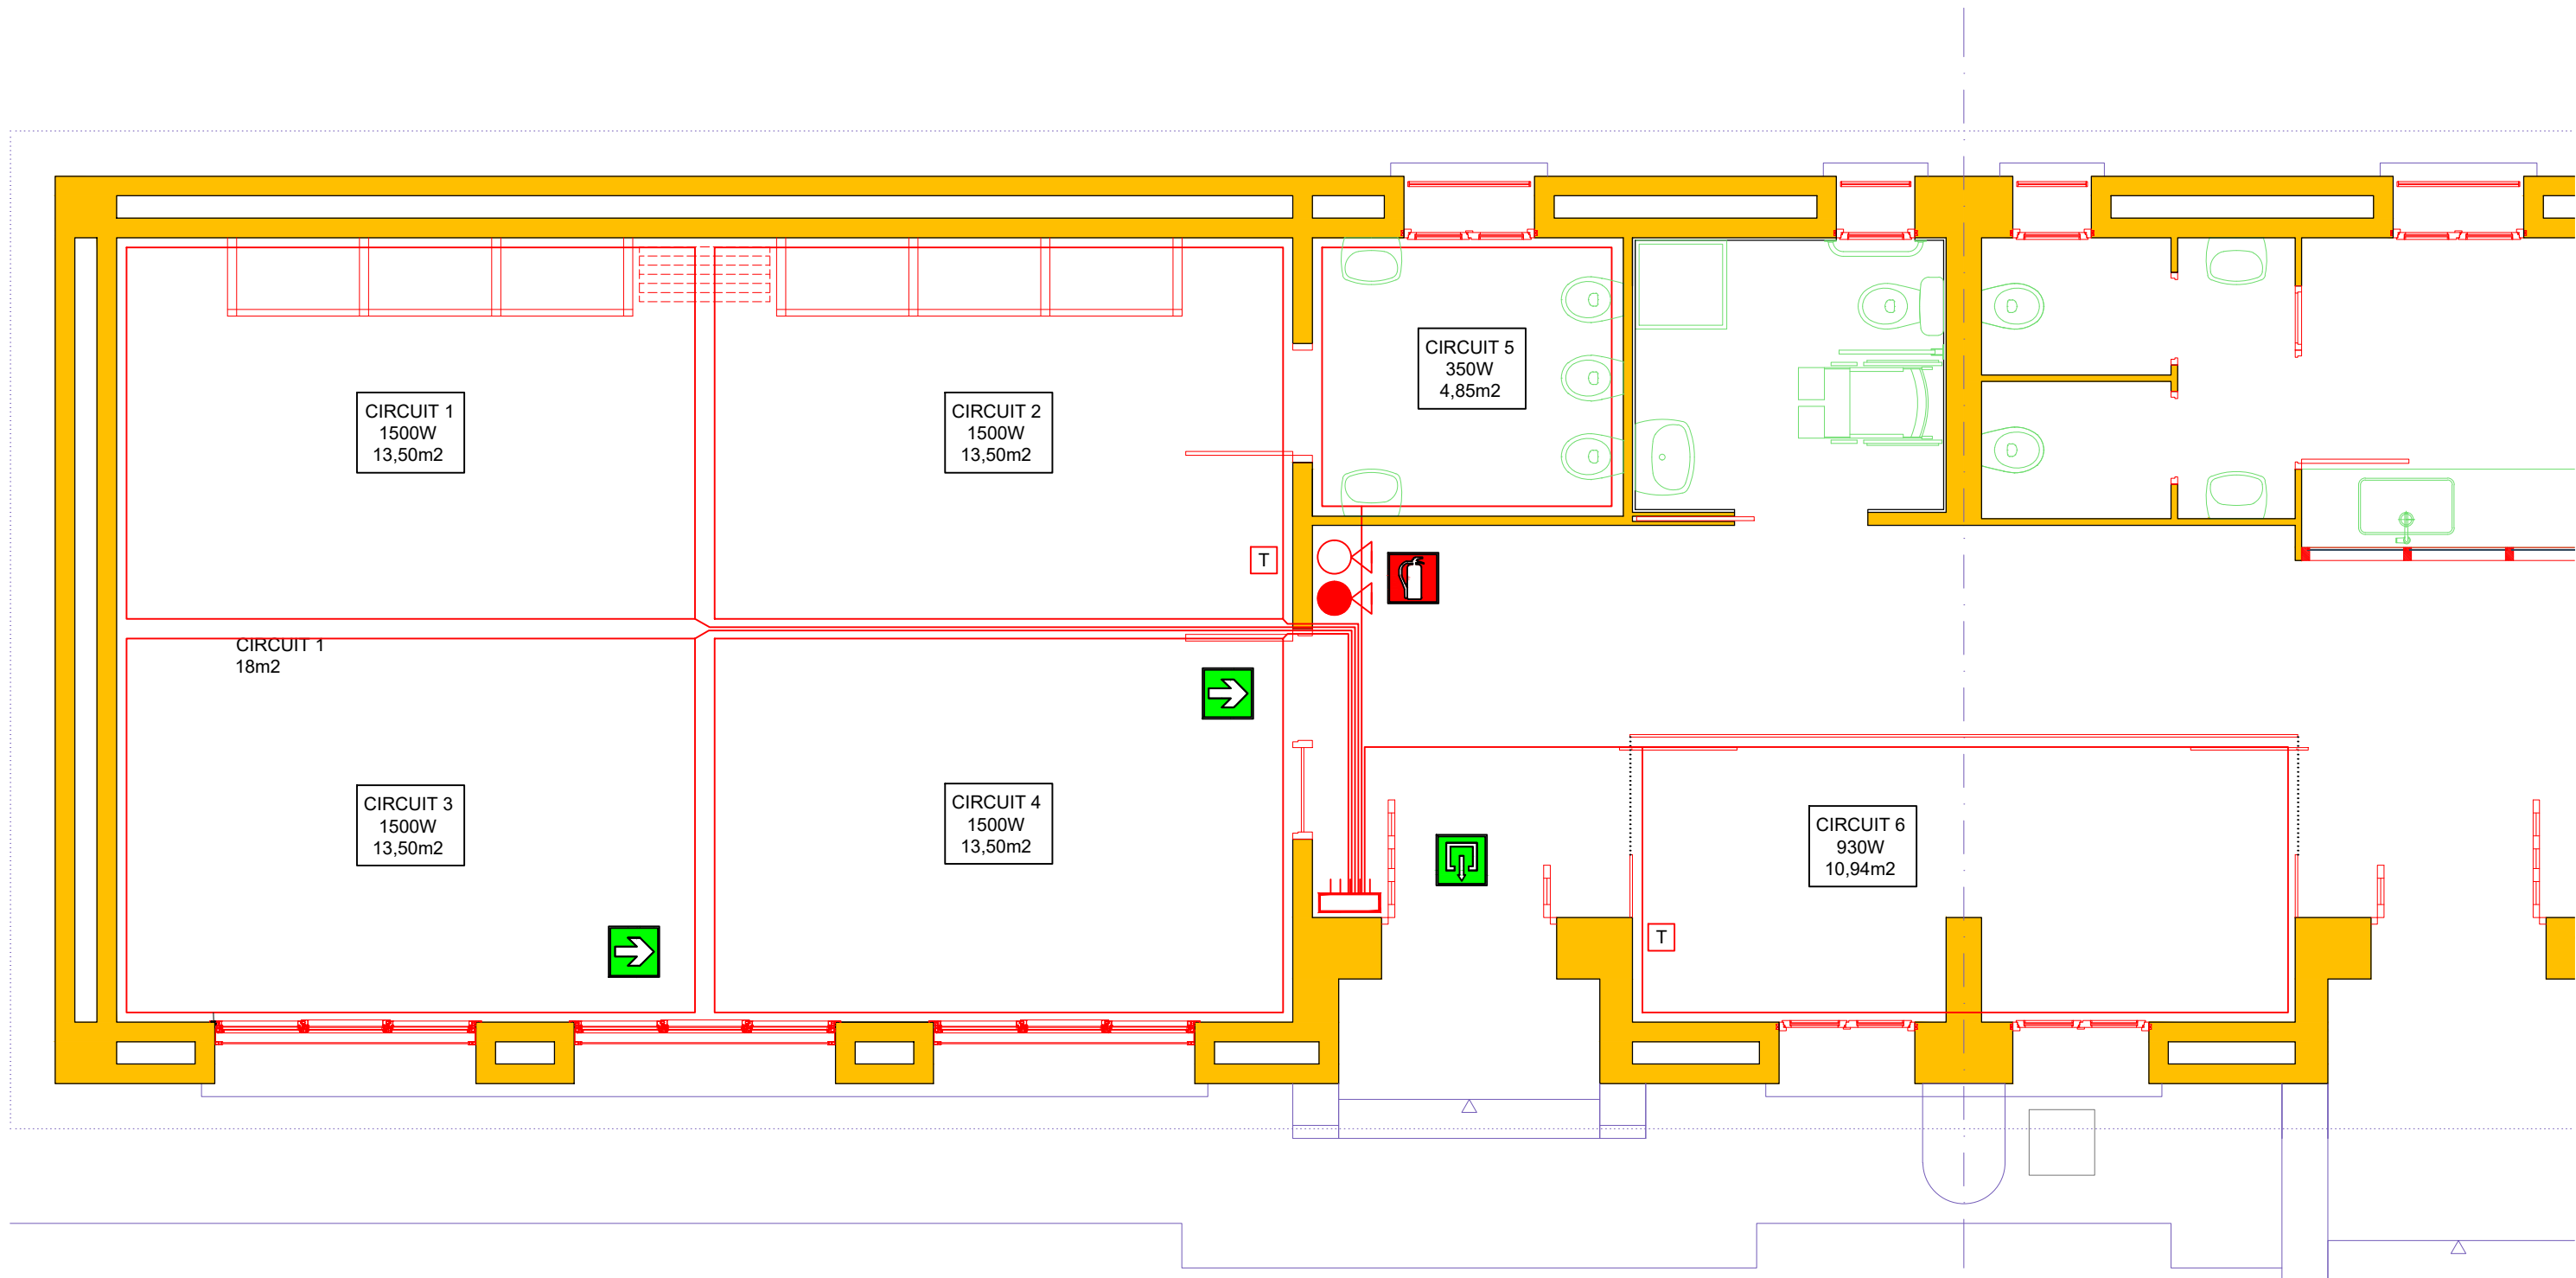 CIRCUIT 1
1500W
13,50m2
CIRCUIT 2
1500W
13,50m2
CIRCUIT 5
350W
4,85m2
T
CIRCUIT 1
18m2
CIRCUIT 3
1500W
13,50m2
CIRCUIT 4
1500W
13,50m2
CIRCUIT 6
930W
10,94m2
T